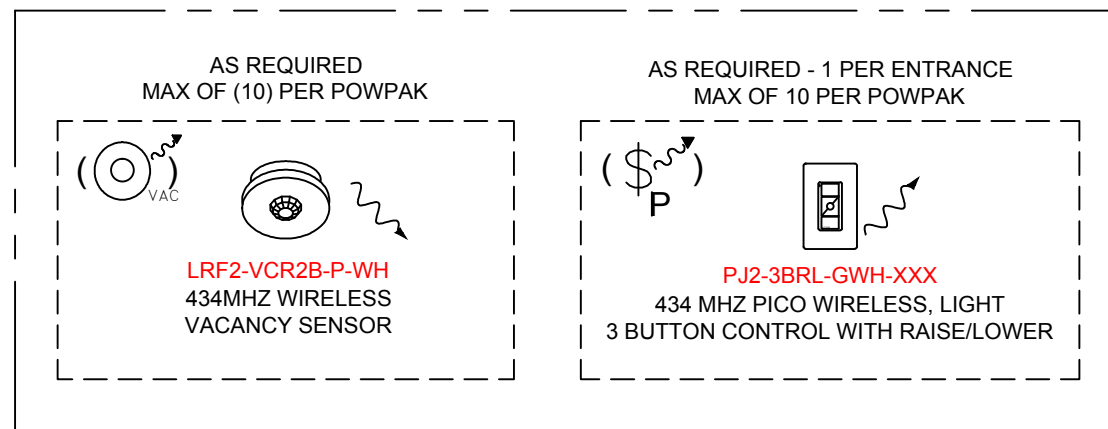 AS REQUIRED
MAX OF (10) PER POWPAK
( ) VAC
LRF2-VCR2B-P-WH
434MHZ WIRELESS
VACANCY SENSOR
AS REQUIRED - 1 PER ENTRANCE
MAX OF 10 PER POWPAK
( $ )
P
PJ2-3BRL-GWH-XXX
434 MHZ PICO WIRELESS, LIGHT
3 BUTTON CONTROL WITH RAISE/LOWER